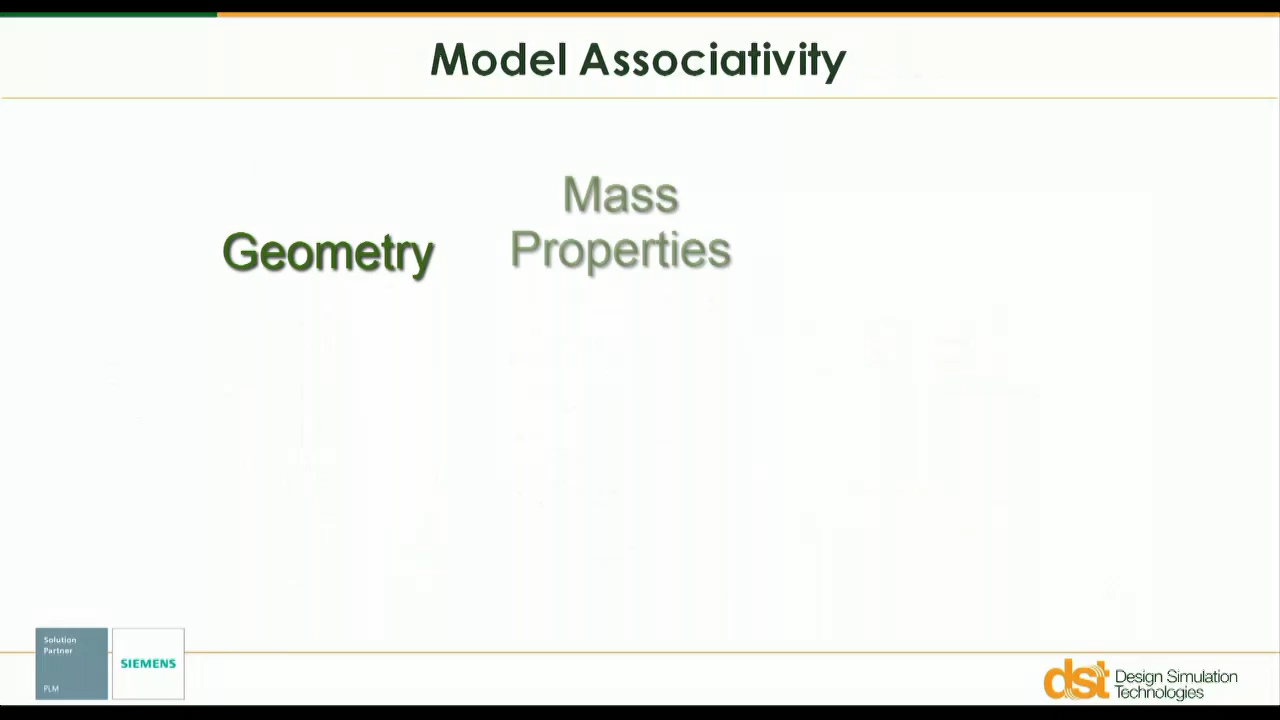 Model Associativity
Mass
Properties
Geometry
Solution
Partner
PLM
SIEMENS
dst Design Simulation
Technologies